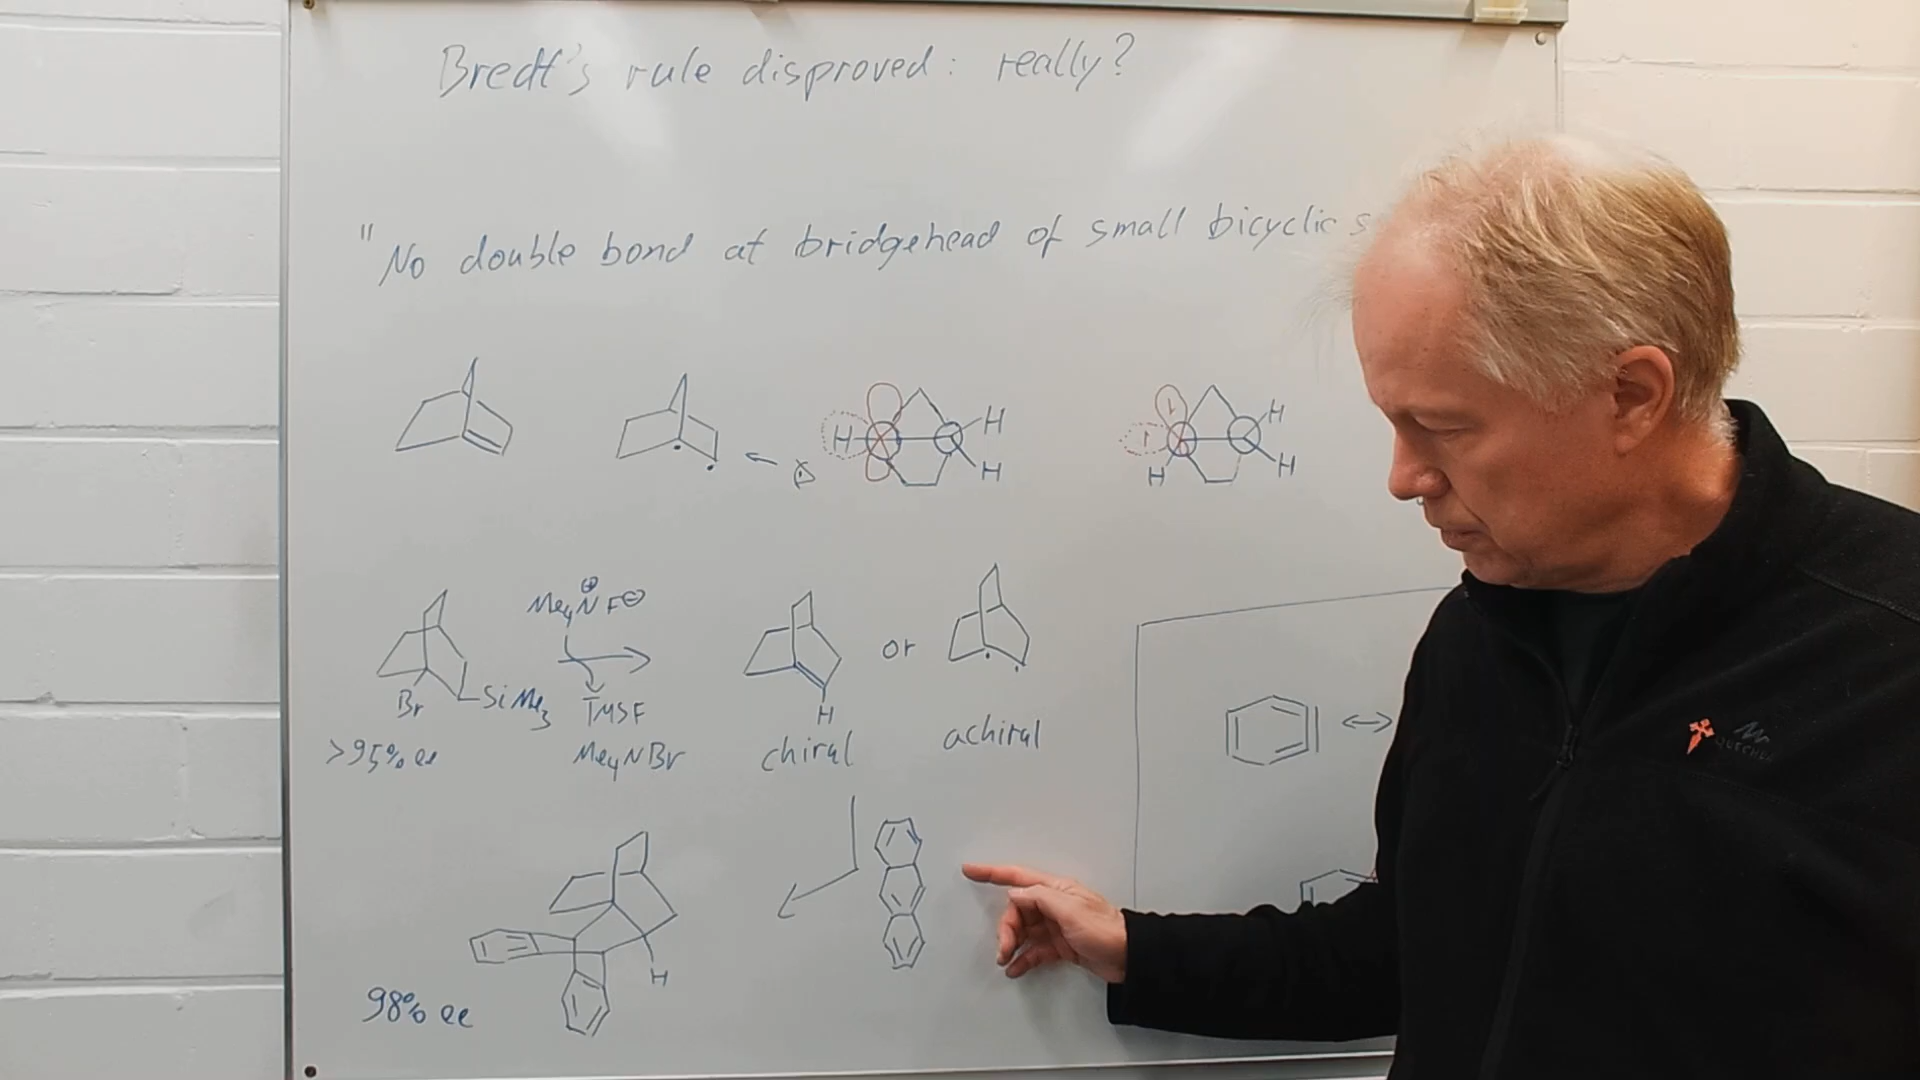 Bredt's rule disproved: really?
"No double bond at bridgehead of small bicyclic s
H H
H
H
H
H
Me4N⊕ F⊖
or
Br SiMe3 TMSF
H
>95% ee Me4NBr chiral achiral
H
98% ee
QUECHUA